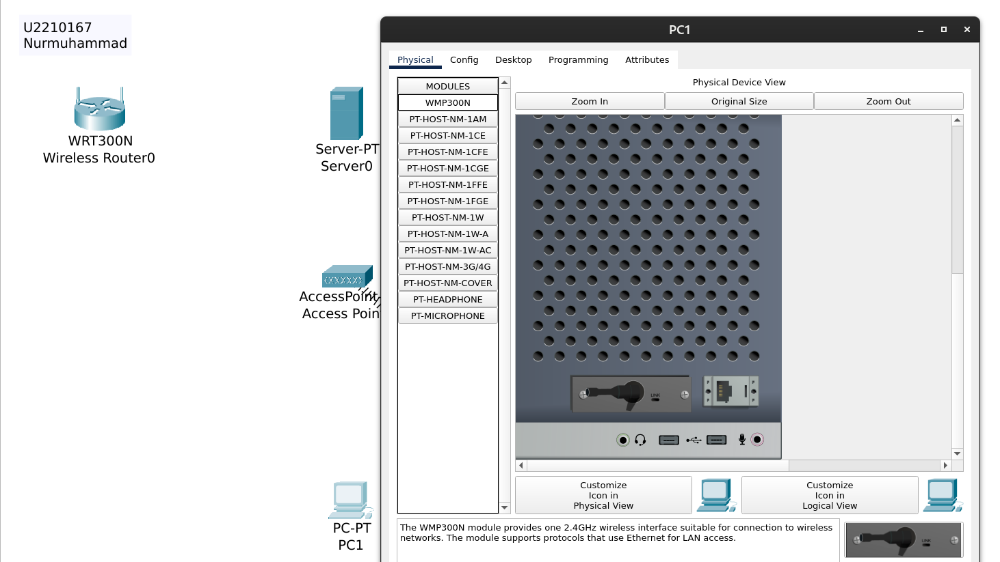 U2210167
Nurmuhammad
WRT300N
Wireless Router0
Server-PT
Server0
AccessPoint-
Access Poin
PC-PT
PC1
PC1
Physical
Config
Desktop
Programming
Attributes
MODULES
WMP300N
PT-HOST-NM-1AM
PT-HOST-NM-1CE
PT-HOST-NM-1CFE
PT-HOST-NM-1CGE
PT-HOST-NM-1FFE
PT-HOST-NM-1FGE
PT-HOST-NM-1W
PT-HOST-NM-1W-A
PT-HOST-NM-1W-AC
PT-HOST-NM-3G/4G
PT-HOST-NM-COVER
PT-HEADPHONE
PT-MICROPHONE
Physical Device View
Zoom In
Original Size
Zoom Out
LINK
Customize
Icon in
Physical View
Customize
Icon in
Logical View
The WMP300N module provides one 2.4GHz wireless interface suitable for connection to wireless
networks. The module supports protocols that use Ethernet for LAN access.
LINK